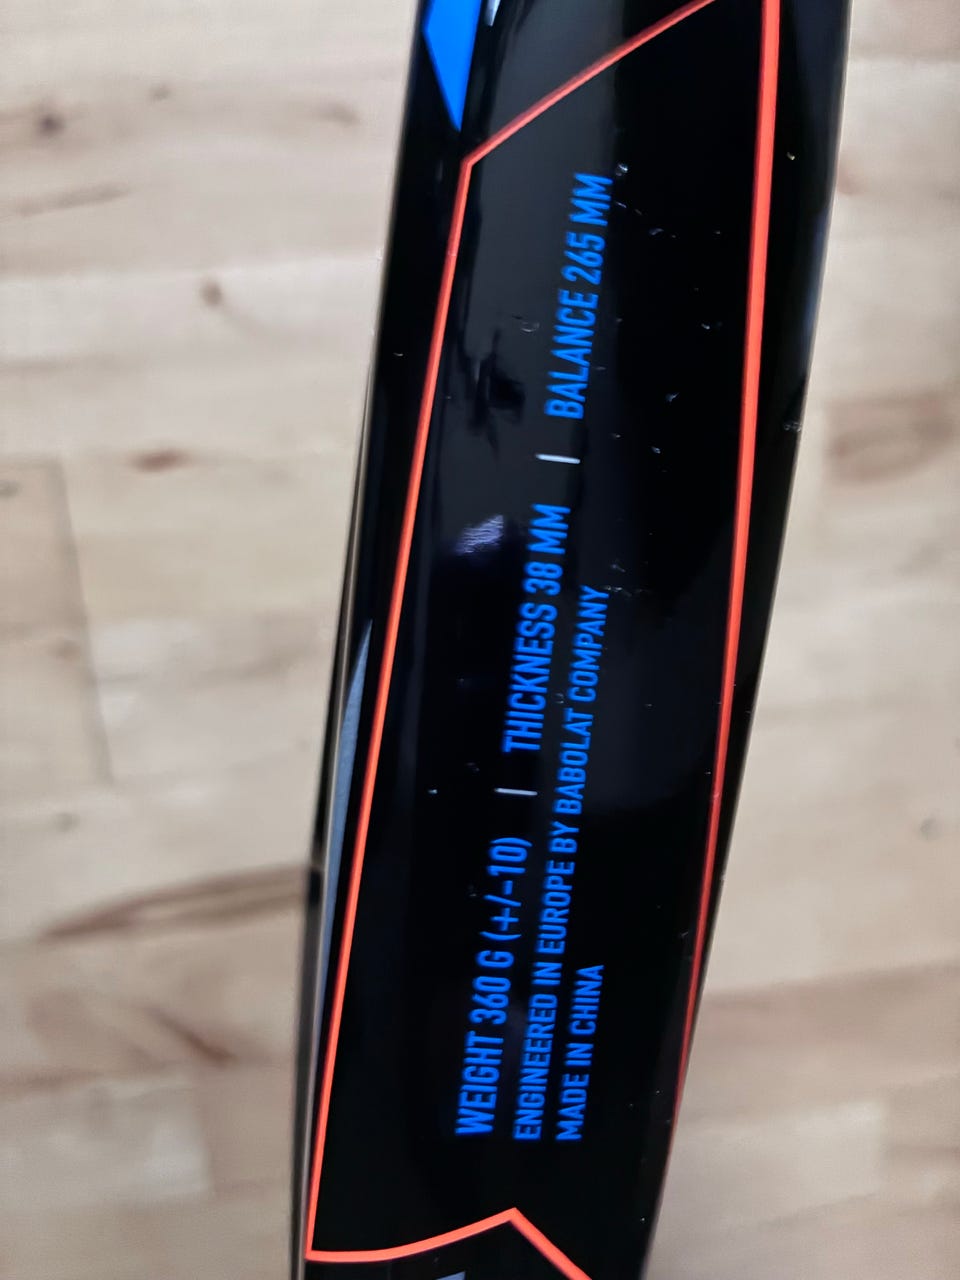 WEIGHT 360 G (+/-10) | THICKNESS 38 MM | BALANCE 265 MM
ENGINEERED IN EUROPE BY BABOLAT COMPANY
MADE IN CHINA